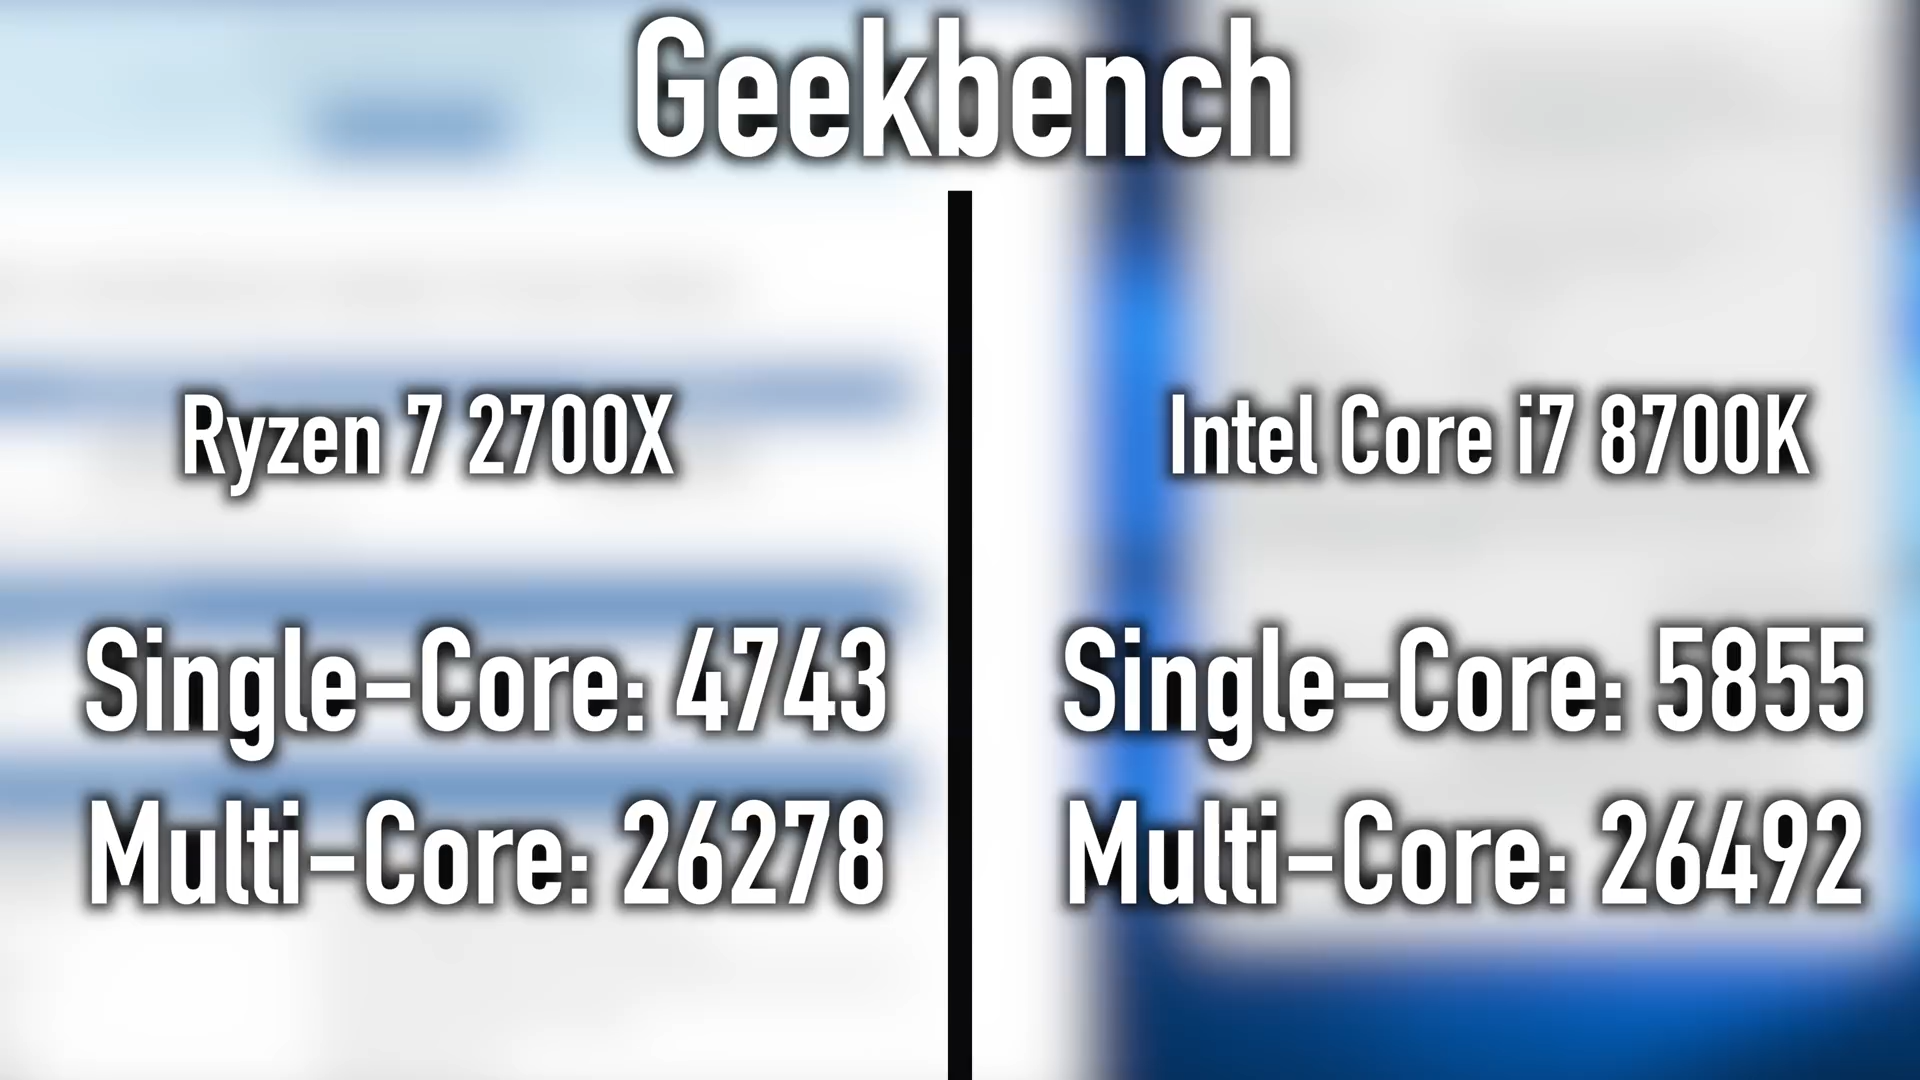 Geekbench
Ryzen 7 2700X
Single-Core: 4743
Multi-Core: 26278
Intel Core i7 8700K
Single-Core: 5855
Multi-Core: 26492